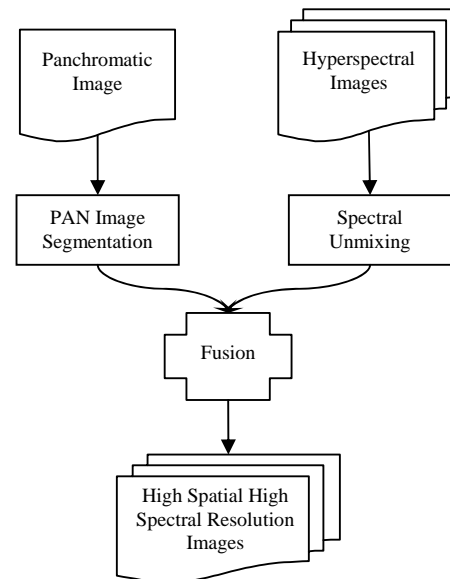 Panchromatic
Image
Hyperspectral
Images
PAN Image
Segmentation
Spectral
Unmixing
Fusion
High Spatial High
Spectral Resolution
Images